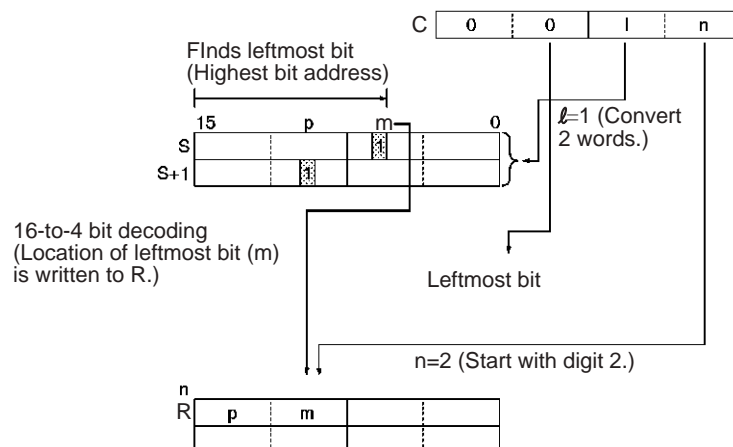 C 0 0 l n
FInds leftmost bit
(Highest bit address)
ℓ=1 (Convert
2 words.)
15 p m 0
S 1
S+1 1
16-to-4 bit decoding
(Location of leftmost bit (m)
is written to R.)
Leftmost bit
n=2 (Start with digit 2.)
n
R p m